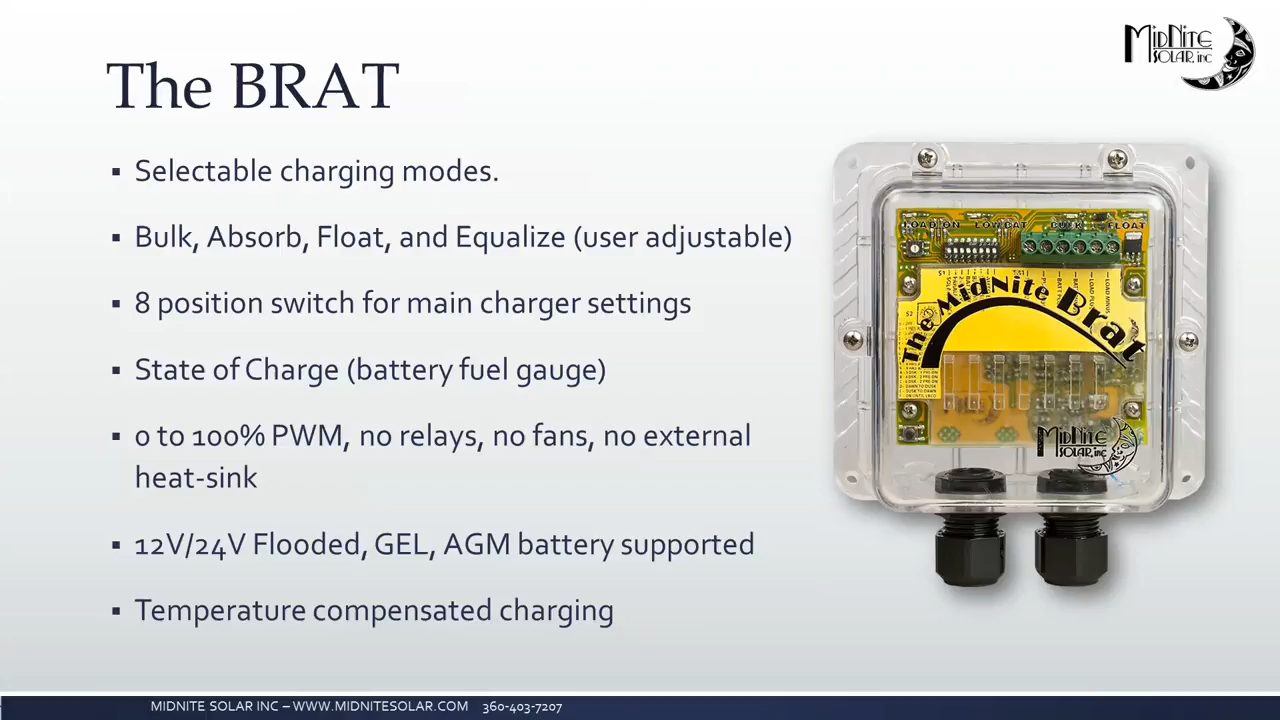 The BRAT
MIDNITE
SOLAR, inc
▪ Selectable charging modes.
▪ Bulk, Absorb, Float, and Equalize (user adjustable)
▪ 8 position switch for main charger settings
▪ State of Charge (battery fuel gauge)
▪ 0 to 100% PWM, no relays, no fans, no external
heat-sink
▪ 12V/24V Flooded, GEL, AGM battery supported
▪ Temperature compensated charging
LOAD ON LOW BAT BULK FLOAT
The MidNite Brat
MIDNITE
SOLAR, inc
MIDNITE SOLAR INC – WWW.MIDNITESOLAR.COM 360-403-7207